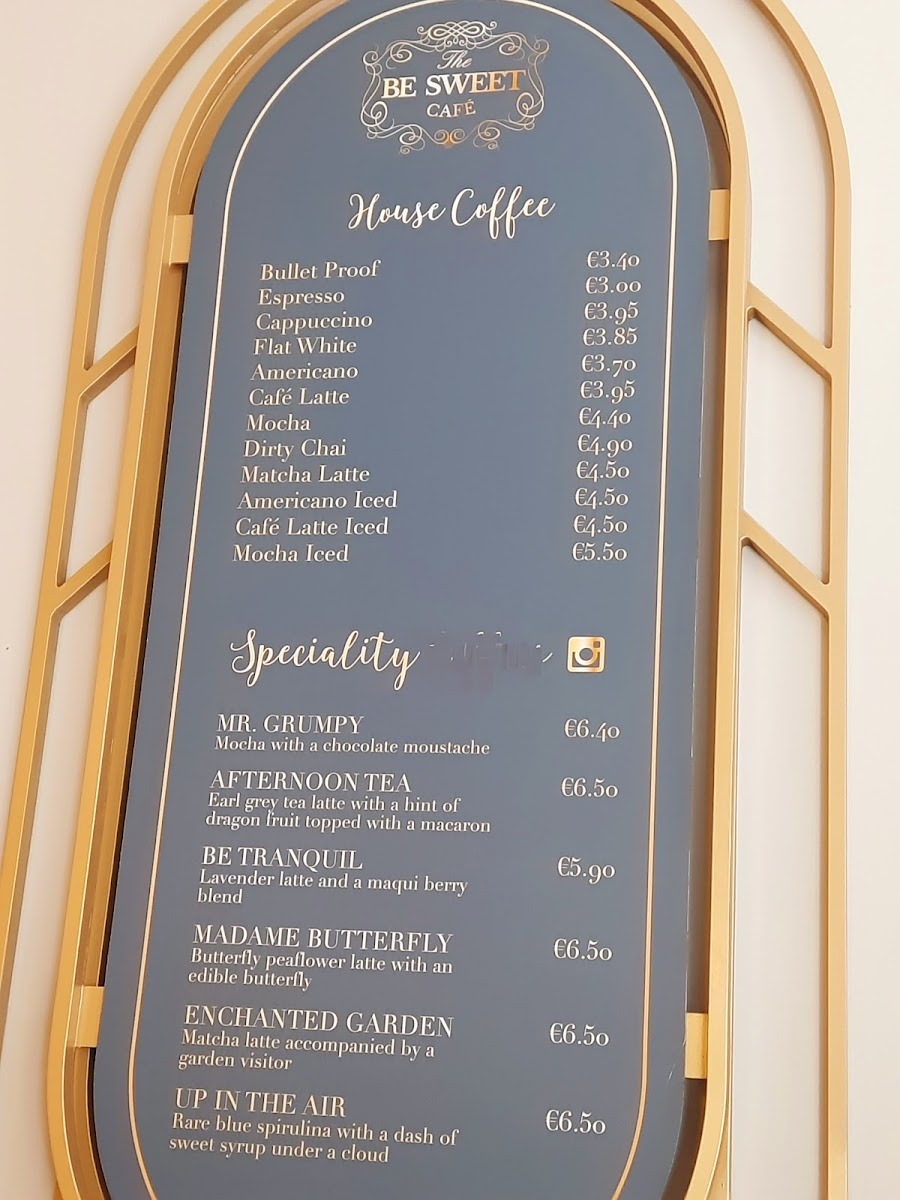 The
BE SWEET
CAFÉ
House Coffee
Bullet Proof €3.40
Espresso €3.00
Cappuccino €3.95
Flat White €3.85
Americano €3.70
Café Latte €3.95
Mocha €4.40
Dirty Chai €4.90
Matcha Latte €4.50
Americano Iced €4.50
Café Latte Iced €4.50
Mocha Iced €5.50
Speciality
MR. GRUMPY €6.40
Mocha with a chocolate moustache
AFTERNOON TEA €6.50
Earl grey tea latte with a hint of
dragon fruit topped with a macaron
BE TRANQUIL €5.90
Lavender latte and a maqui berry
blend
MADAME BUTTERFLY €6.50
Butterfly peaflower latte with an
edible butterfly
ENCHANTED GARDEN €6.50
Matcha latte accompanied by a
garden visitor
UP IN THE AIR €6.50
Rare blue spirulina with a dash of
sweet syrup under a cloud